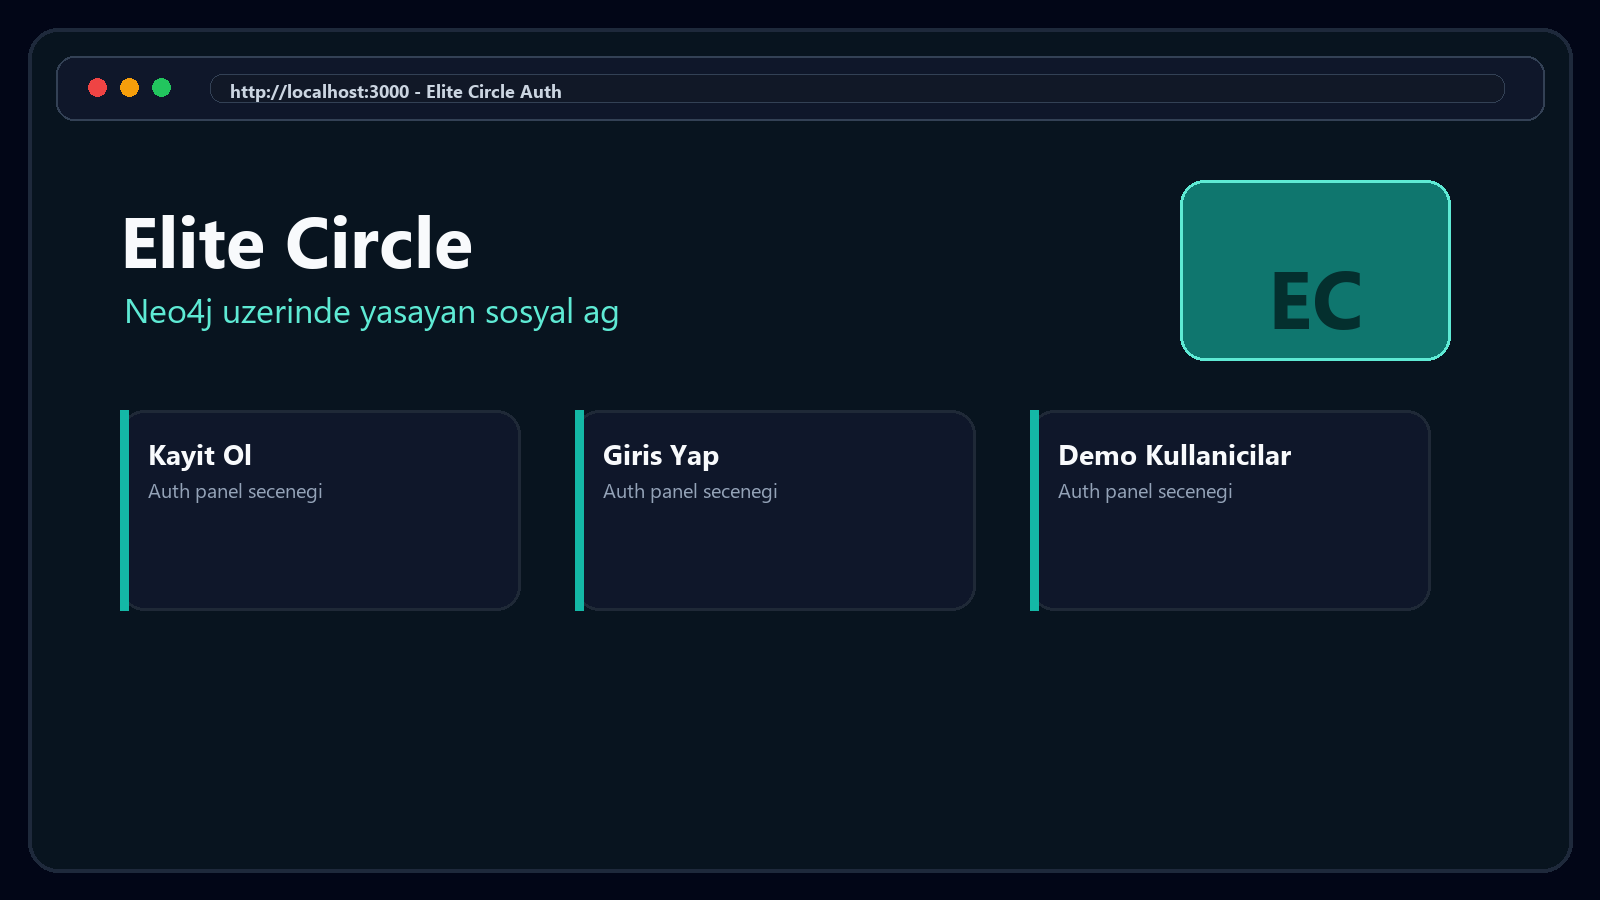 http://localhost:3000 - Elite Circle Auth
Elite Circle
Neo4j uzerinde yasayan sosyal ag
EC
Kayit Ol
Auth panel secenegi
Giris Yap
Auth panel secenegi
Demo Kullanicilar
Auth panel secenegi